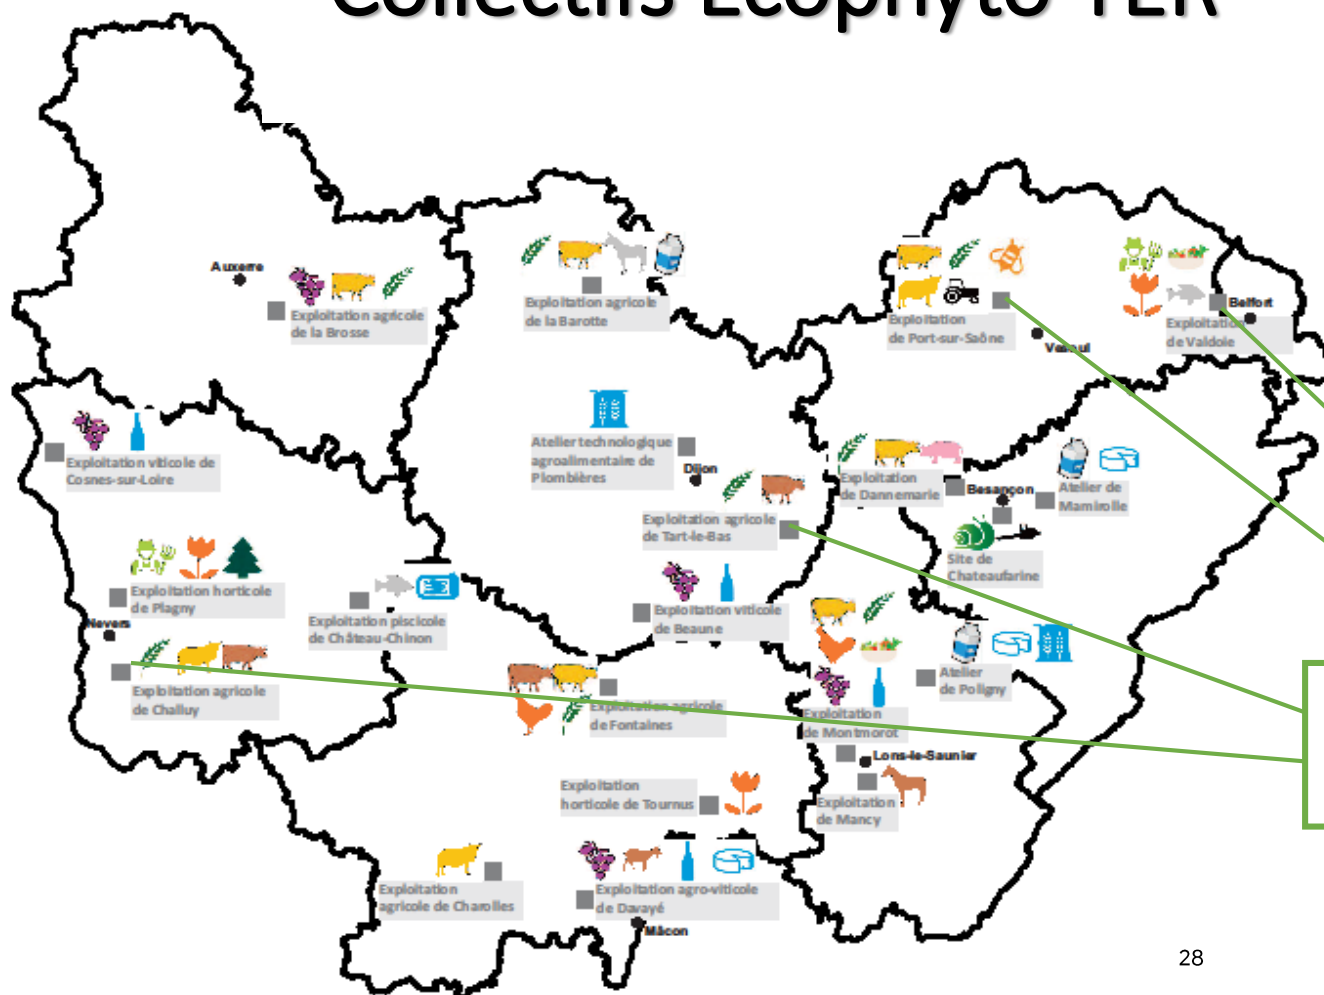 Collectifs Ecophyto TER
Auxerre
Exploitation agricole
de la Brosse
Exploitation agricole
de la Barotte
Exploitation
de Port-sur-Saône
Vesoul
Belfort
Exploitation
de Valdoie
Exploitation viticole de
Cosnes-sur-Loire
Atelier technologique
agroalimentaire de
Plombières
Dijon
Exploitation agricole
de Tart-le-Bas
Exploitation
de Dannemarie
Besançon
Atelier de
Mamirolle
Site de
Chateaufarine
Exploitation horticole
de Plagny
Nevers
Exploitation piscicole
de Château-Chinon
Exploitation viticole
de Beaune
Exploitation agricole
de Challuy
Exploitation agricole
de Fontaines
Atelier
de Poligny
Exploitation
de Montmorot
Lons-le-Saunier
Exploitation
de Mancy
Exploitation
horticole de Tournus
Exploitation
agricole de Charolles
Exploitation agro-viticole
de Davayé
Mâcon
28